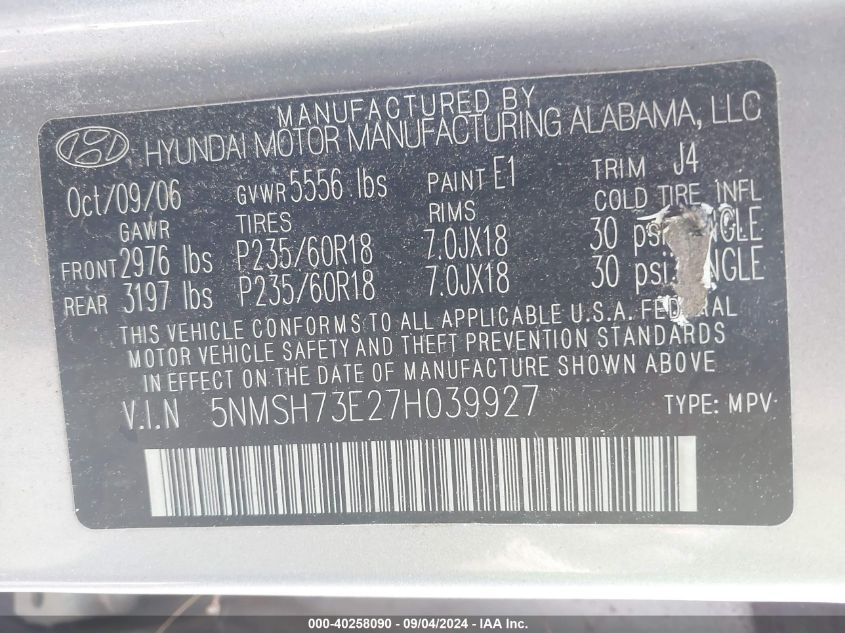 MANUFACTURED BY
HYUNDAI MOTOR MANUFACTURING ALABAMA, LLC
Oct/09/06 GVWR 5556 lbs PAINT E1 TRIM J4
GAWR TIRES RIMS COLD TIRE INFL
FRONT 2976 lbs P235/60R18 7.0JX18 30 psi
REAR 3197 lbs P235/60R18 7.0JX18 30 psi
THIS VEHICLE CONFORMS TO ALL APPLICABLE U.S.A. FEDERAL
MOTOR VEHICLE SAFETY AND THEFT PREVENTION STANDARDS
IN EFFECT ON THE DATE OF MANUFACTURE SHOWN ABOVE
V.I.N 5NMSH73E27H039927 TYPE: MPV
000-40258090 - 09/04/2024 - IAA Inc.